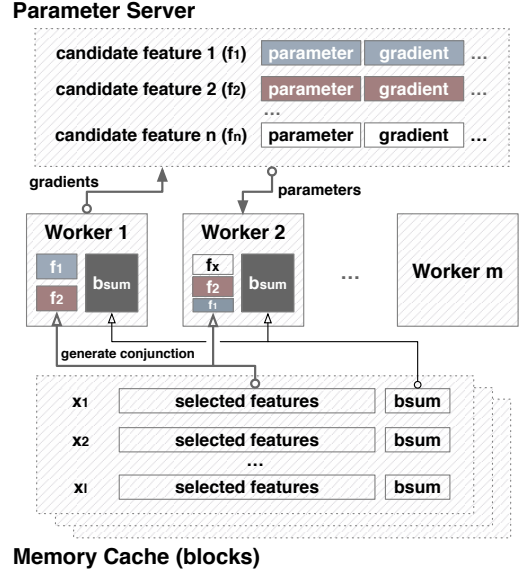 Parameter Server
candidate feature 1 (f1) parameter gradient ...
candidate feature 2 (f2) parameter gradient ...
...
candidate feature n (fn) parameter gradient ...
gradients parameters
Worker 1 Worker 2
f1 f2 bsum
fx f2 f1 bsum
... Worker m
generate conjunction
x1 selected features bsum
x2 selected features bsum
...
xl selected features bsum
Memory Cache (blocks)